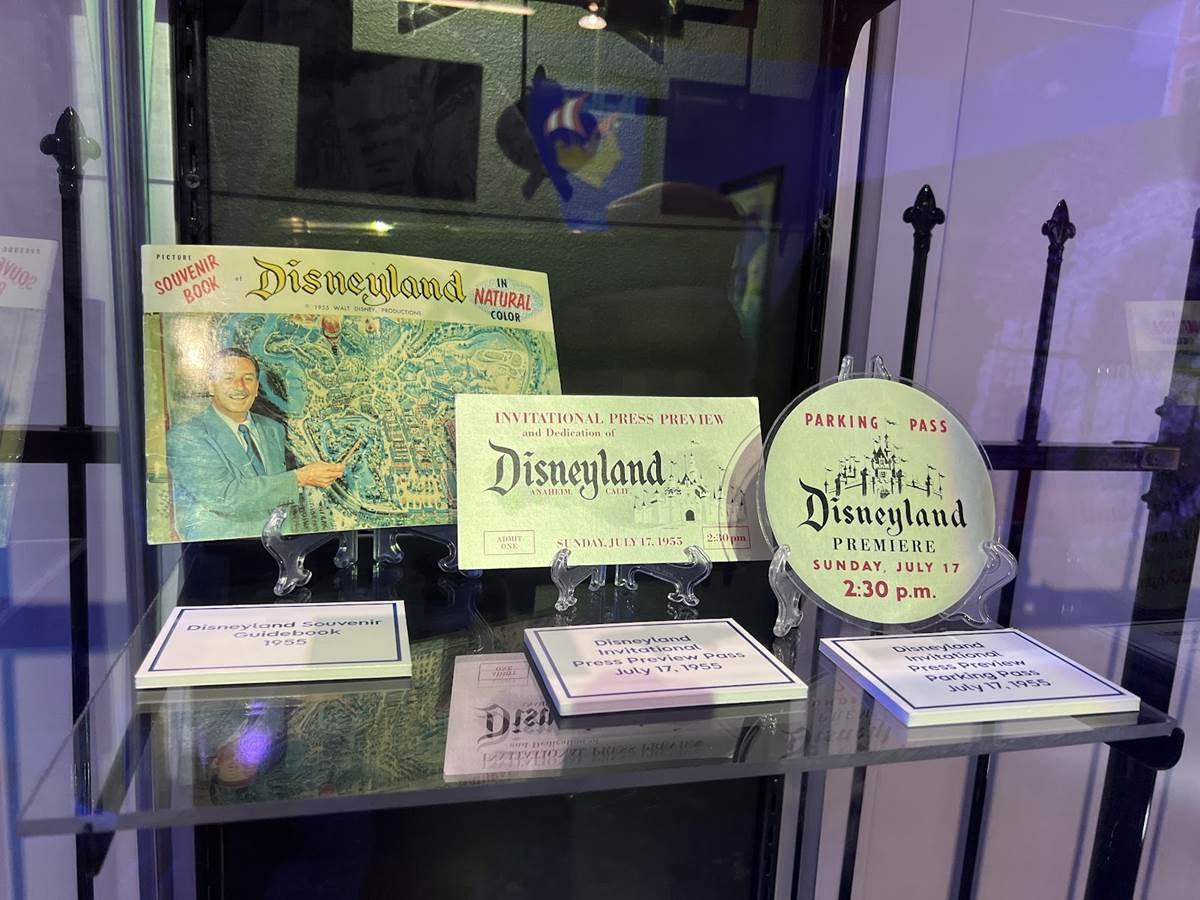 PICTURE
SOUVENIR
BOOK
of
Disneyland
IN
NATURAL
COLOR
© 1955 WALT DISNEY PRODUCTIONS
INVITATIONAL PRESS PREVIEW
and Dedication of
Disneyland
ANAHEIM, CALIF.
ADMIT
ONE
SUNDAY, JULY 17, 1955
2:30 pm
PARKING PASS
Disneyland
PREMIERE
SUNDAY, JULY 17
2:30 p.m.
Disneyland Souvenir
Guidebook
1955
Disneyland
Invitational
Press Preview Pass
July 17, 1955
Disneyland
Invitational
Press Preview
Parking Pass
July 17, 1955